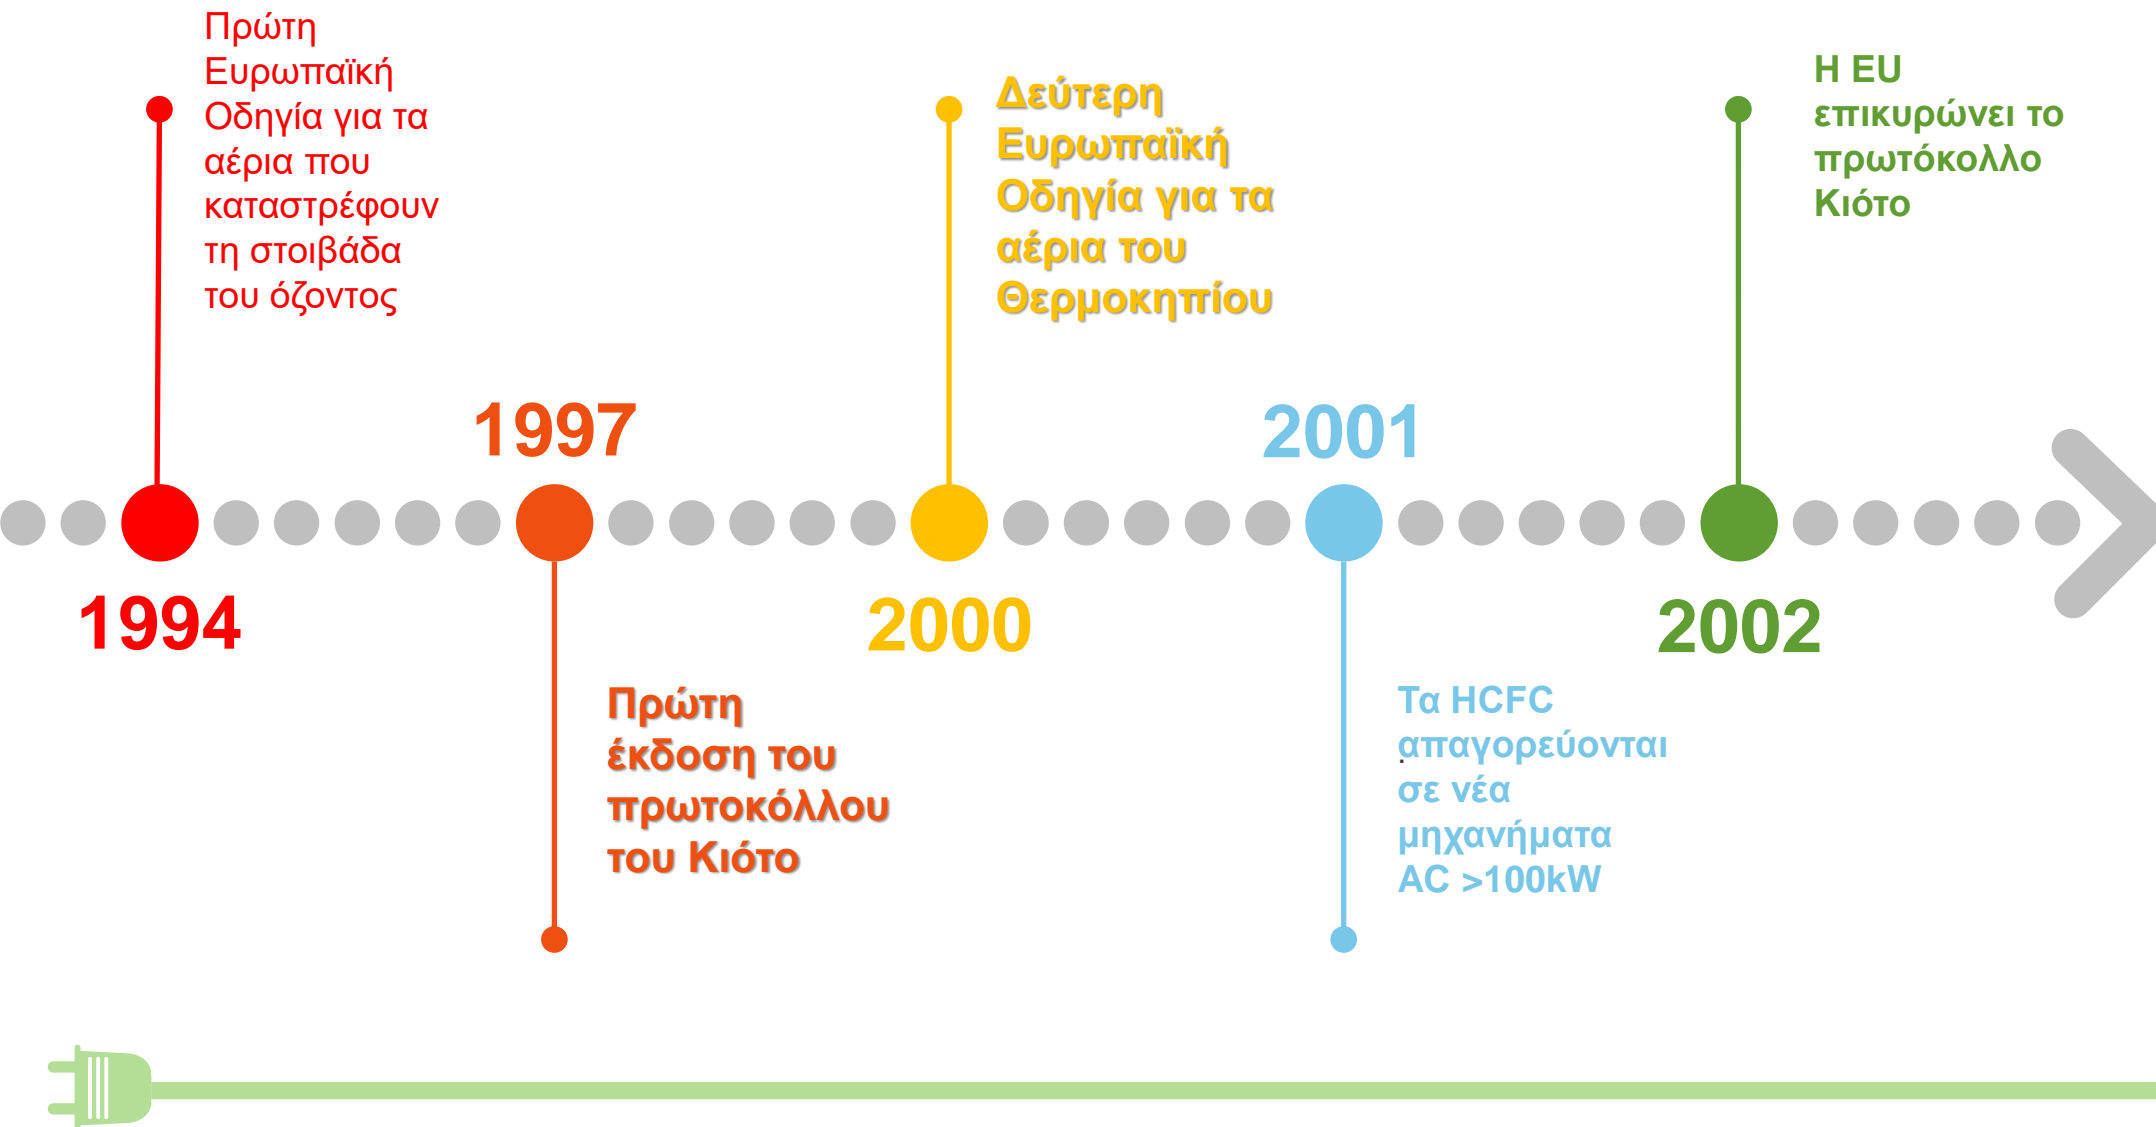 Πρώτη
Ευρωπαϊκή
Οδηγία για τα
αέρια που
καταστρέφουν
τη στοιβάδα
του όζοντος
1994
1997
Πρώτη
έκδοση του
πρωτοκόλλου
του Κιότο
Δεύτερη
Ευρωπαϊκή
Οδηγία για τα
αέρια του
Θερμοκηπίου
2000
2001
Τα HCFC
απαγορεύονται
.
σε νέα
μηχανήματα
AC >100kW
Η EU
επικυρώνει το
πρωτόκολλο
Κιότο
2002